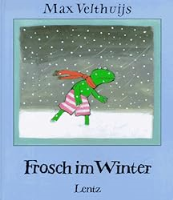 Max Velthuijs
Frosch im Winter
Lentz